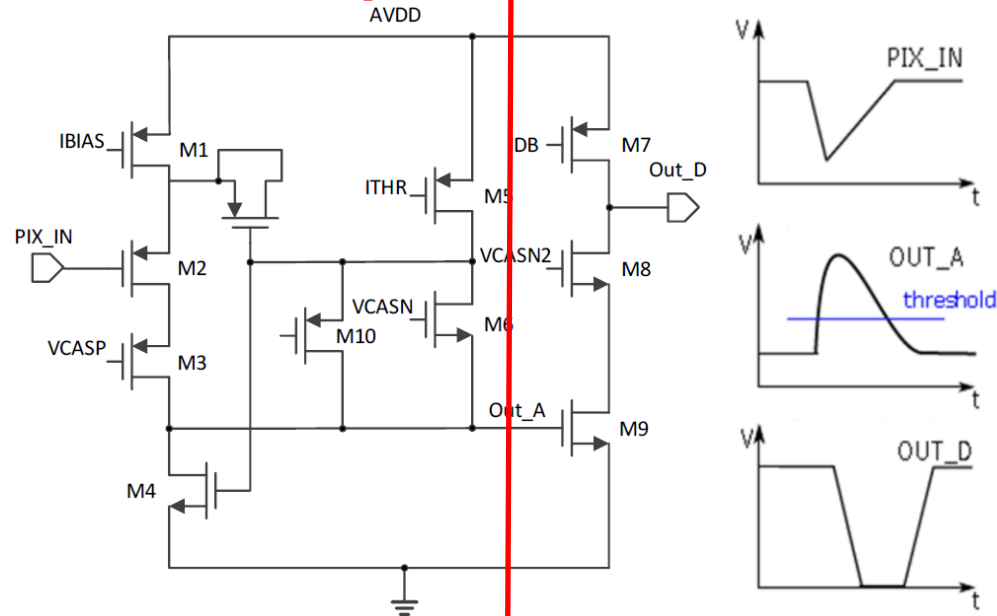 AVDD
IBIAS
M1
DB
M7
ITHR
M5
Out_D
PIX_IN
M2
VCASN2
M8
VCASN
M10
M6
VCASP
M3
Out_A
M9
M4
V
PIX_IN
t
V
OUT_A
threshold
t
V
OUT_D
t